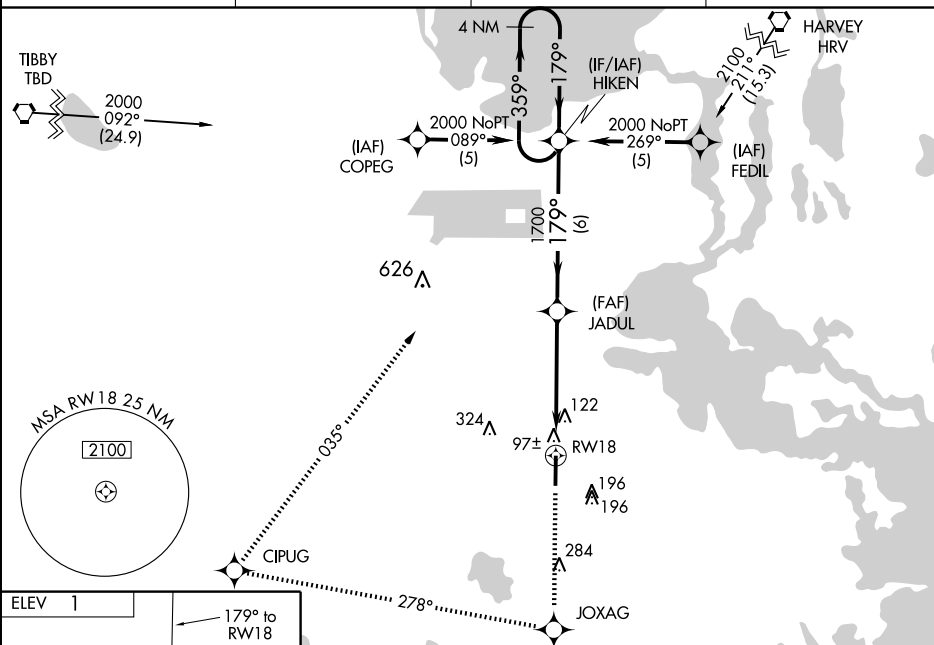 4 NM
HARVEY
HRV
TIBBY
TBD
2000
092°
(24.9)
359°
179°
(IF/IAF)
HIKEN
2100
211°
(15.3)
(IAF)
COPEG
2000 NoPT
089°
(5)
2000 NoPT
269°
(5)
(IAF)
FEDIL
1700
179°
(6)
626
(FAF)
JADUL
MSA RW18 25 NM
2100
035°
324
122
97±
RW18
196
196
284
CIPUG
278°
JOXAG
ELEV 1
179° to
RW18